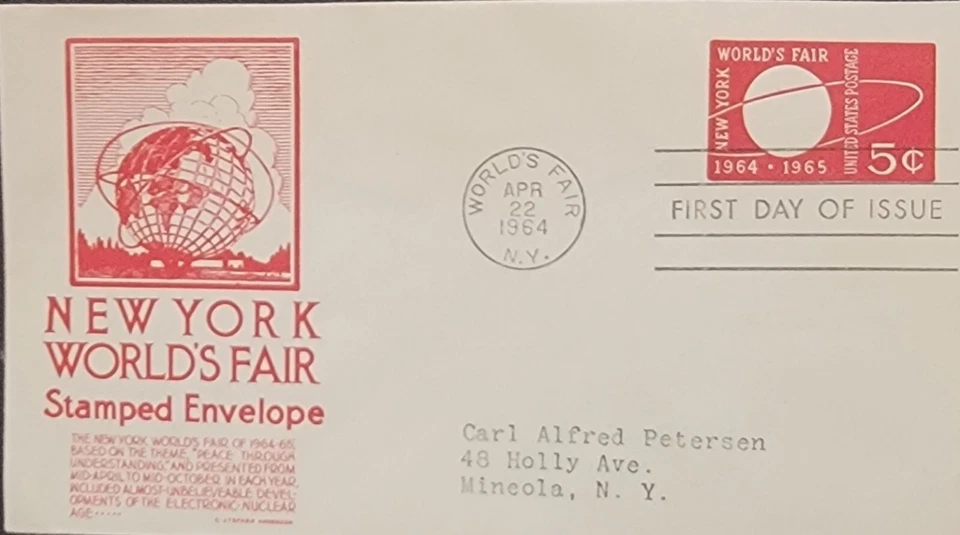 NEW YORK
WORLD'S FAIR
Stamped Envelope
THE NEW YORK WORLD'S FAIR OF 1964-65,
BASED ON THE THEME, "PEACE THROUGH
UNDERSTANDING," AND PRESENTED FROM
MID-APRIL TO MID-OCTOBER IN EACH YEAR,
INCLUDED ALMOST-UNBELIEVEABLE DEVEL-
OPMENTS OF THE ELECTRONIC-NUCLEAR
AGE.....
C. STEPHEN ANDERSON
WORLD'S FAIR
APR
22
1964
N.Y.
WORLD'S FAIR
NEW YORK
UNITED STATES POSTAGE
1964 • 1965
5¢
FIRST DAY OF ISSUE
Carl Alfred Petersen
48 Holly Ave.
Mineola, N. Y.